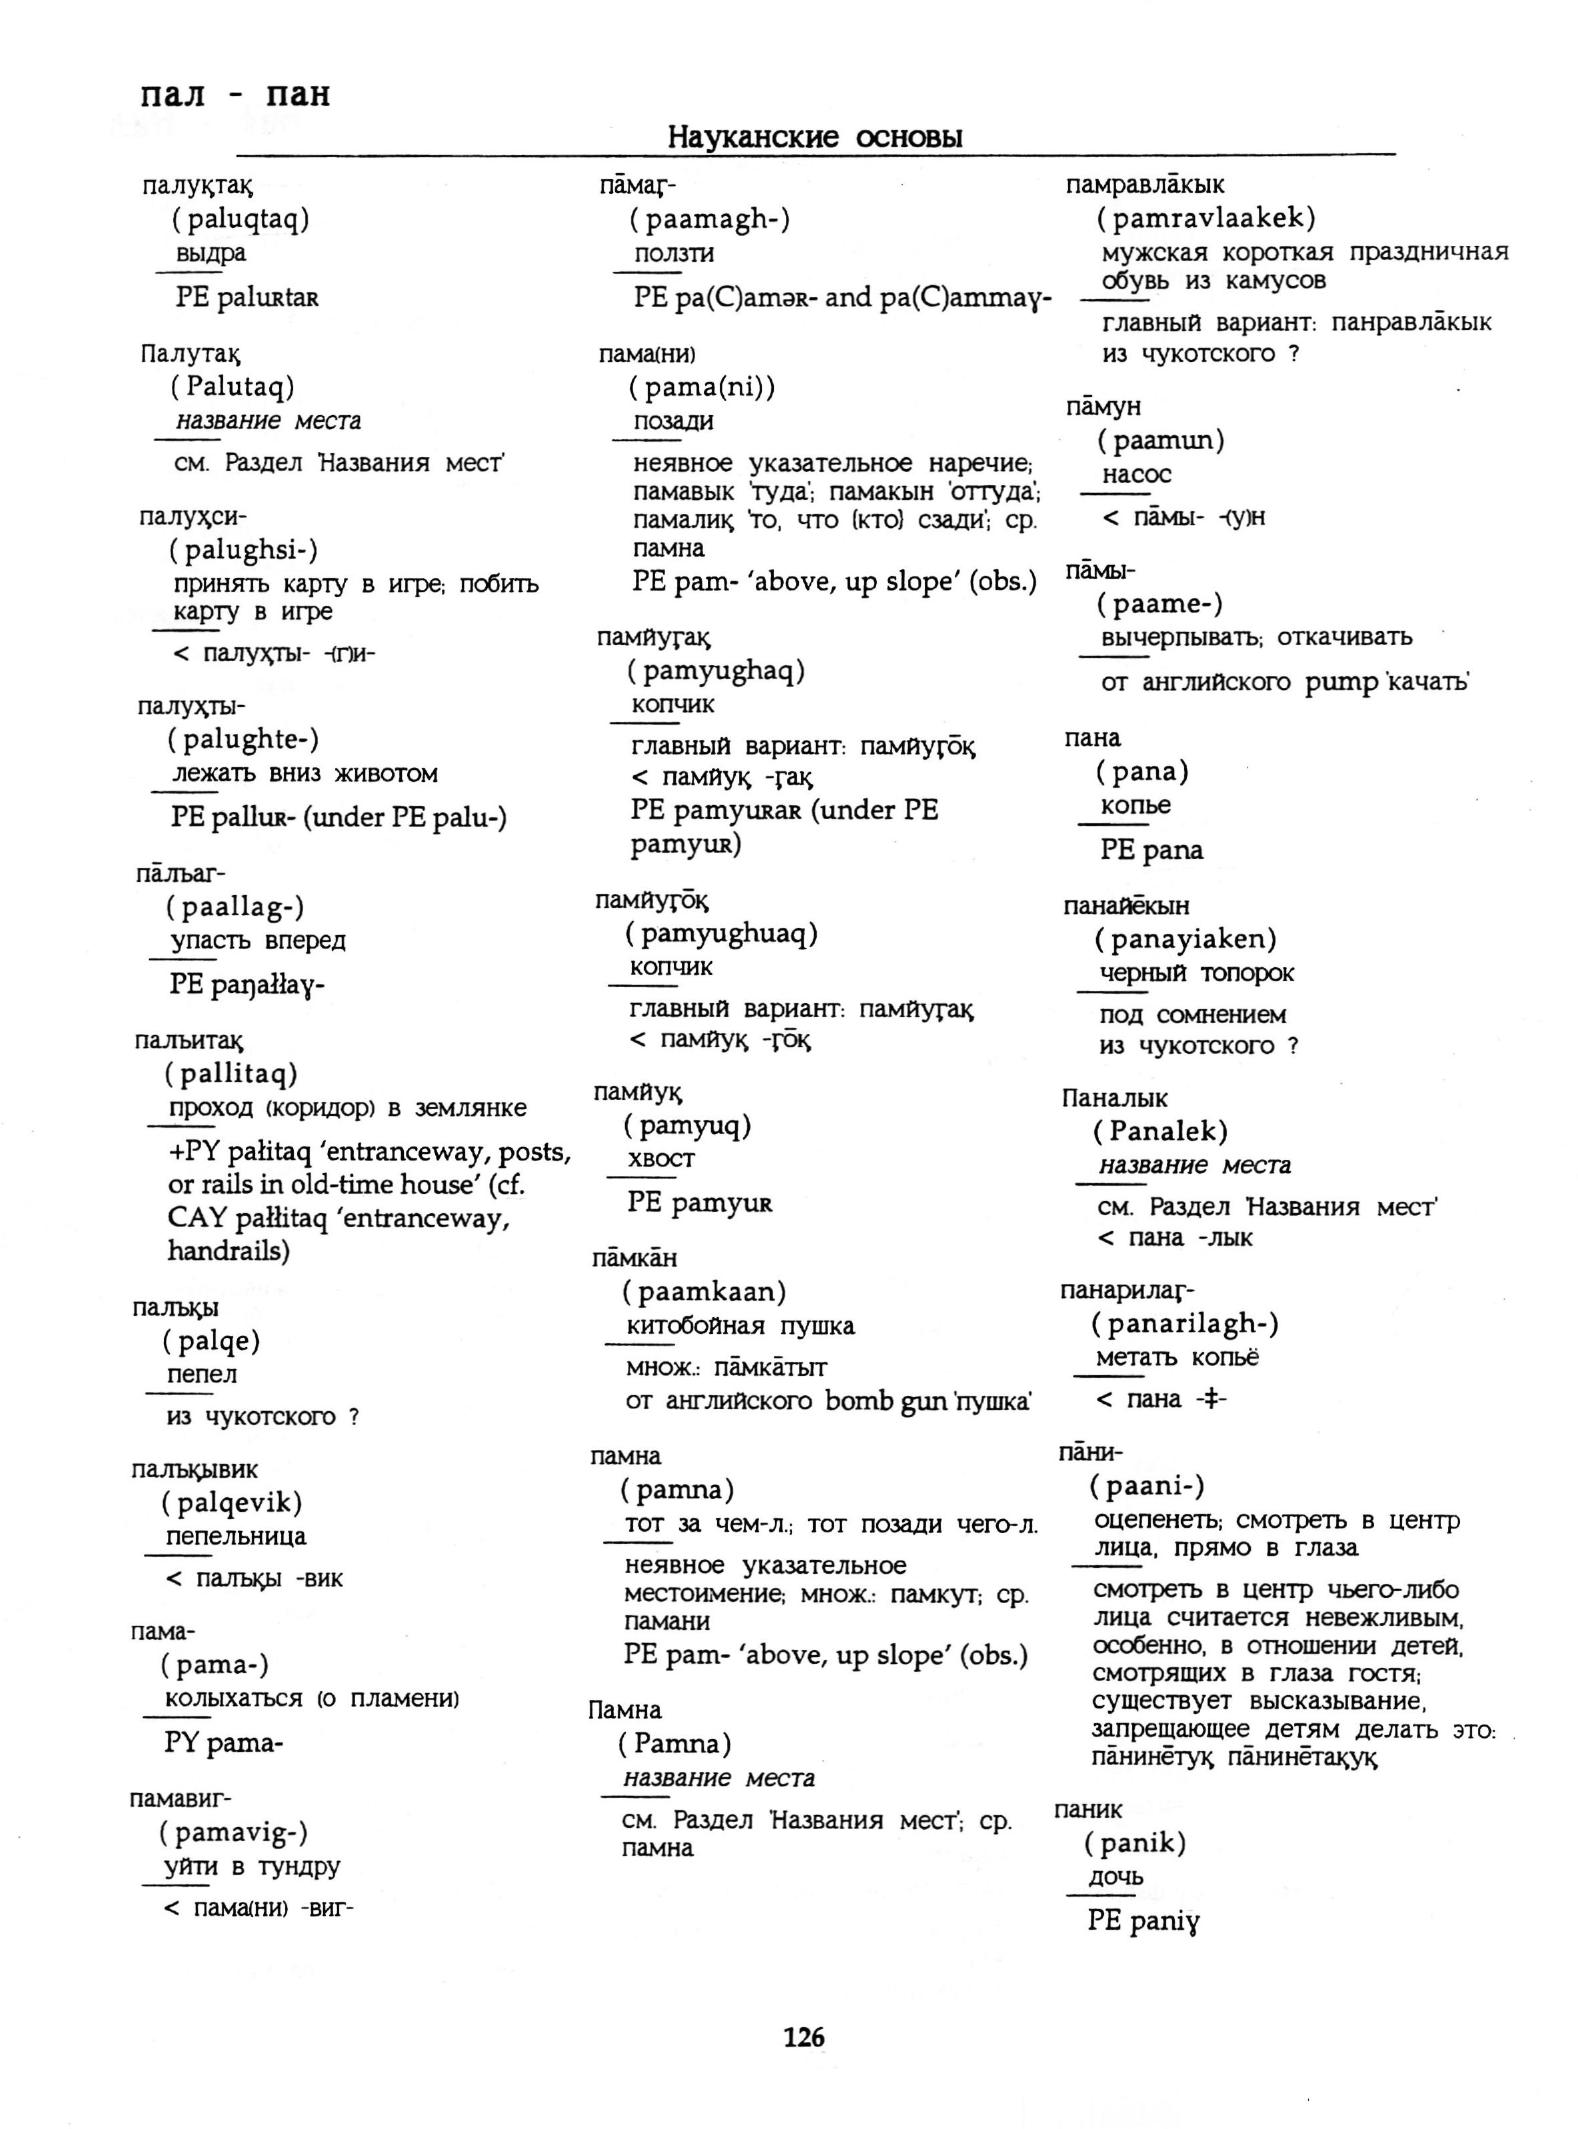 пал - пан
Науканские основы
палуқтақ
(paluqtaq)
выдра
PE paluʀtaʀ
Палутақ
(Palutaq)
название места
см. Раздел 'Названия мест'
палуҳси-
(palughsi-)
принять карту в игре; побить
карту в игре
< палуҳты- -(г)и-
палуҳты-
(palughte-)
лежать вниз животом
PE palluʀ- (under PE palu-)
па̄лъаг-
(paallag-)
упасть вперед
PE paŋałłaɣ-
палъитақ
(pallitaq)
проход (коридор) в землянке
+PY pałitaq 'entranceway, posts,
or rails in old-time house' (cf.
CAY pałłitaq 'entranceway,
handrails)
палъқы
(palqe)
пепел
из чукотского ?
палъқывик
(palqevik)
пепельница
< палъқы -вик
пама-
(pama-)
колыхаться (о пламени)
PY pama-
памавиг-
(pamavig-)
уйти в тундру
< пама(ни) -виг-
па̄маӷ-
(paamagh-)
ползти
PE pa(C)aməʀ- and pa(C)ammaɣ-
пама(ни)
(pama(ni))
позади
неявное указательное наречие;
памавык 'туда'; памакын 'оттуда';
памалиқ 'то, что (кто) сзади'; ср.
памна
PE pam- 'above, up slope' (obs.)
памйуӷақ
(pamyughaq)
копчик
главный вариант: памйуӷо̄қ
< памйуқ -ӷақ
PE pamyuʀaʀ (under PE
pamyuʀ)
памйуӷо̄қ
(pamyughuaq)
копчик
главный вариант: памйуӷақ
< памйуқ -ӷо̄қ
памйуқ
(pamyuq)
хвост
PE pamyuʀ
па̄мка̄н
(paamkaan)
китобойная пушка
множ.: па̄мка̄тыт
от английского bomb gun 'пушка'
памна
(pamna)
тот за чем-л.; тот позади чего-л.
неявное указательное
местоимение; множ.: памкут; ср.
памани
PE pam- 'above, up slope' (obs.)
Памна
(Pamna)
название места
см. Раздел 'Названия мест'; ср.
памна
памравла̄кык
(pamravlaakek)
мужская короткая праздничная
обувь из камусов
главный вариант: панравла̄кык
из чукотского ?
па̄мун
(paamun)
насос
< па̄мы- -(у)н
па̄мы-
(paame-)
вычерпывать; откачивать
от английского pump 'качать'
пана
(pana)
копье
PE pana
панайе̄кын
(panayiaken)
черный топорок
под сомнением
из чукотского ?
Паналык
(Panalek)
название места
см. Раздел 'Названия мест'
< пана -лык
панарилаӷ-
(panarilagh-)
метать копьё
< пана -‡-
па̄ни-
(paani-)
оцепенеть; смотреть в центр
лица, прямо в глаза
смотреть в центр чьего-либо
лица считается невежливым,
особенно, в отношении детей,
смотрящих в глаза гостя;
существует высказывание,
запрещающее детям делать это:
па̄нине̄туқ па̄нине̄тақуқ
паник
(panik)
дочь
PE paniɣ
126